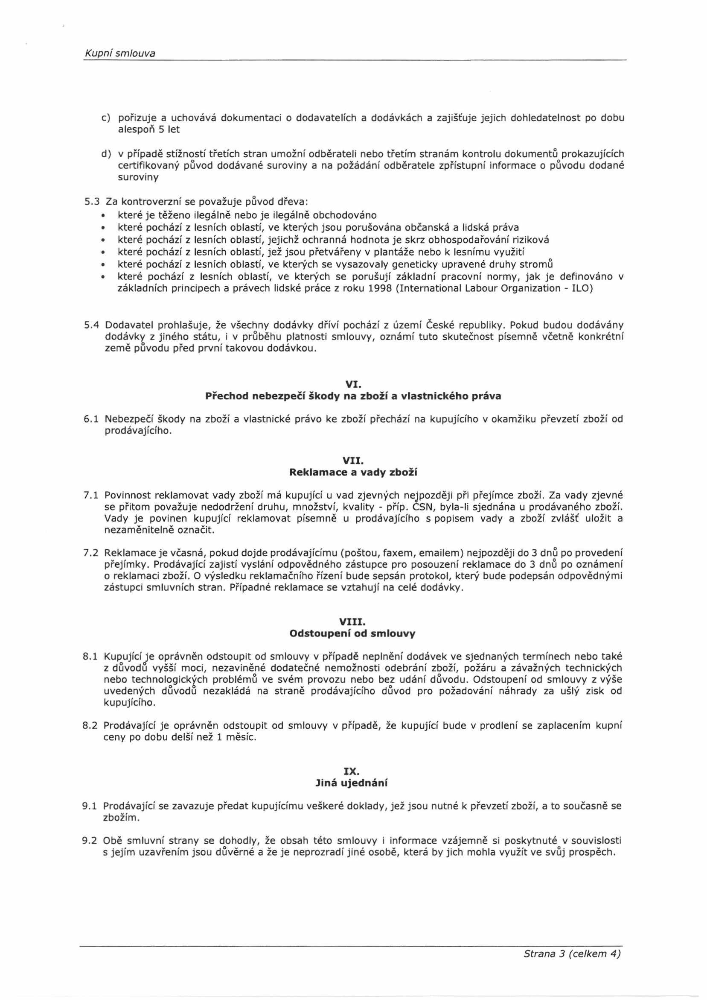 Kupní smlouva
c) pořizuje a uchovává dokumentaci o dodavatelích a dodávkách a zajišťuje jejich dohledatelnost po dobu
alespoň 5 let
d) v případě stížností třetích stran umožní odběrateli nebo třetím stranám kontrolu dokumentů prokazujících
certifikovaný původ dodávané suroviny a na požádání odběratele zpřístupní informace o původu dodané
suroviny
5.3 Za kontroverzní se považuje původ dřeva:
• které je těženo ilegálně nebo je ilegálně obchodováno
• které pochází z lesních oblastí, ve kterých jsou porušována občanská a lidská práva
• které pochází z lesních oblastí, jejichž ochranná hodnota je skrz obhospodařování riziková
• které pochází z lesních oblastí, jež jsou přetvářeny v plantáže nebo k lesnímu využití
• které pochází z lesních oblastí, ve kterých se vysazovaly geneticky upravené druhy stromů
• které pochází z lesních oblastí, ve kterých se porušují základní pracovní normy, jak je definováno v
základních principech a právech lidské práce z roku 1998 (International Labour Organization - ILO)
5.4 Dodavatel prohlašuje, že všechny dodávky dříví pochází z území České republiky. Pokud budou dodávány
dodávky z jiného státu, i v průběhu platnosti smlouvy, oznámí tuto skutečnost písemně včetně konkrétní
země původu před první takovou dodávkou.
VI.
Přechod nebezpečí škody na zboží a vlastnického práva
6.1 Nebezpečí škody na zboží a vlastnické právo ke zboží přechází na kupujícího v okamžiku převzetí zboží od
prodávajícího.
VII.
Reklamace a vady zboží
7.1 Povinnost reklamovat vady zboží má kupující u vad zjevných nejpozději při přejímce zboží. Za vady zjevné
se přitom považuje nedodržení druhu, množství, kvality - příp. ČSN, byla-li sjednána u prodávaného zboží.
Vady je povinen kupující reklamovat písemně u prodávajícího s popisem vady a zboží zvlášť uložit a
nezaměnitelně označit.
7.2 Reklamace je včasná, pokud dojde prodávajícímu (poštou, faxem, emailem) nejpozději do 3 dnů po provedení
přejímky. Prodávající zajistí vyslání odpovědného zástupce pro posouzení reklamace do 3 dnů po oznámení
o reklamaci zboží. O výsledku reklamačního řízení bude sepsán protokol, který bude podepsán odpovědnými
zástupci smluvních stran. Případné reklamace se vztahují na celé dodávky.
VIII.
Odstoupení od smlouvy
8.1 Kupující je oprávněn odstoupit od smlouvy v případě neplnění dodávek ve sjednaných termínech nebo také
z důvodů vyšší moci, nezaviněné dodatečné nemožnosti odebrání zboží, požáru a závažných technických
nebo technologických problémů ve svém provozu nebo bez udání důvodu. Odstoupení od smlouvy z výše
uvedených důvodů nezakládá na straně prodávajícího důvod pro požadování náhrady za ušlý zisk od
kupujícího.
8.2 Prodávající je oprávněn odstoupit od smlouvy v případě, že kupující bude v prodlení se zaplacením kupní
ceny po dobu delší než 1 měsíc.
IX.
Jiná ujednání
9.1 Prodávající se zavazuje předat kupujícímu veškeré doklady, jež jsou nutné k převzetí zboží, a to současně se
zbožím.
9.2 Obě smluvní strany se dohodly, že obsah této smlouvy i informace vzájemně si poskytnuté v souvislosti
s jejím uzavřením jsou důvěrné a že je neprozradí jiné osobě, která by jich mohla využít ve svůj prospěch.
Strana 3 (celkem 4)